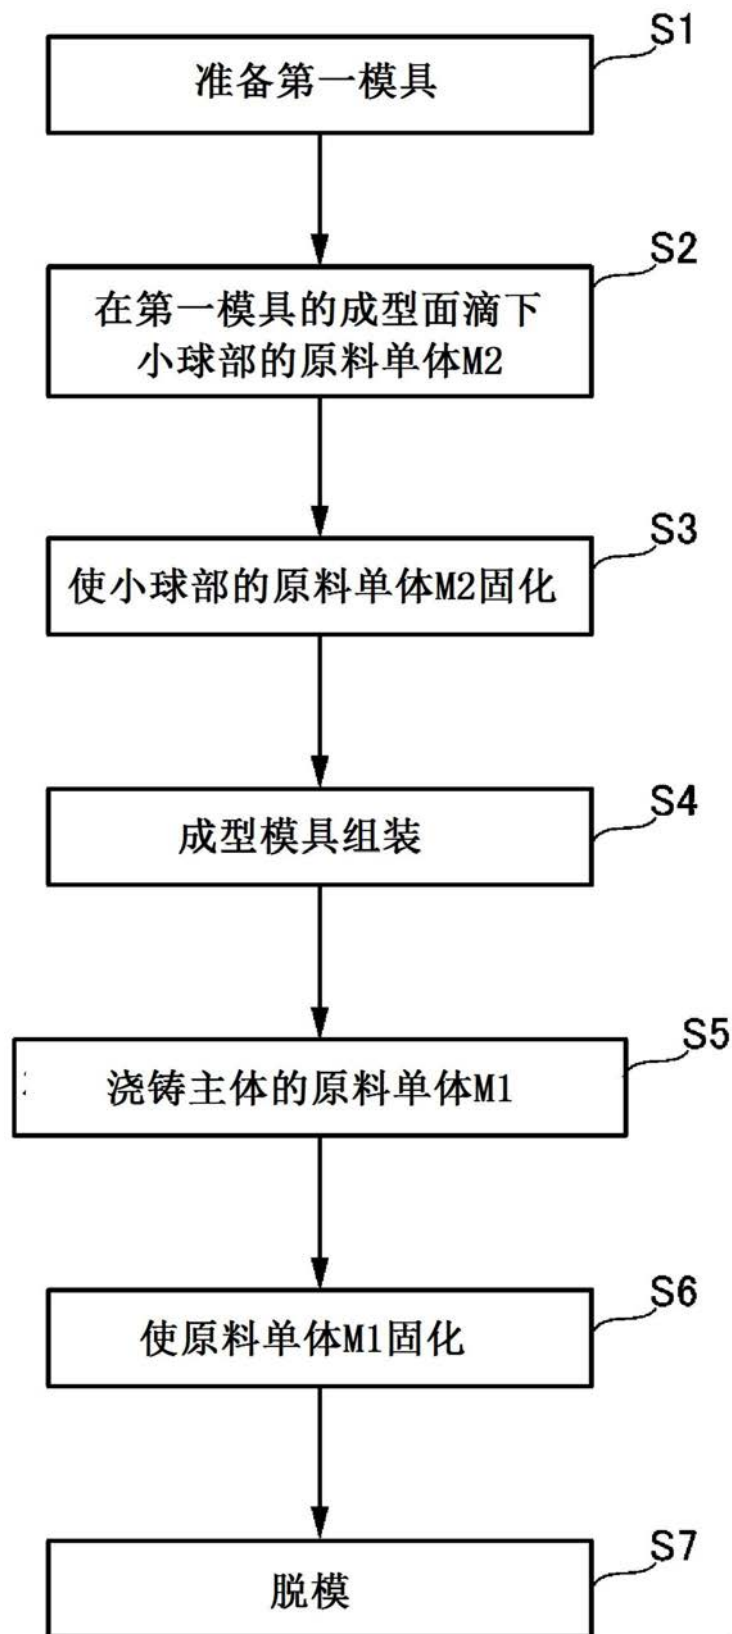 S1
准备第一模具
S2
在第一模具的成型面滴下
小球部的原料单体M2
S3
使小球部的原料单体M2固化
S4
成型模具组装
S5
浇铸主体的原料单体M1
S6
使原料单体M1固化
S7
脱模